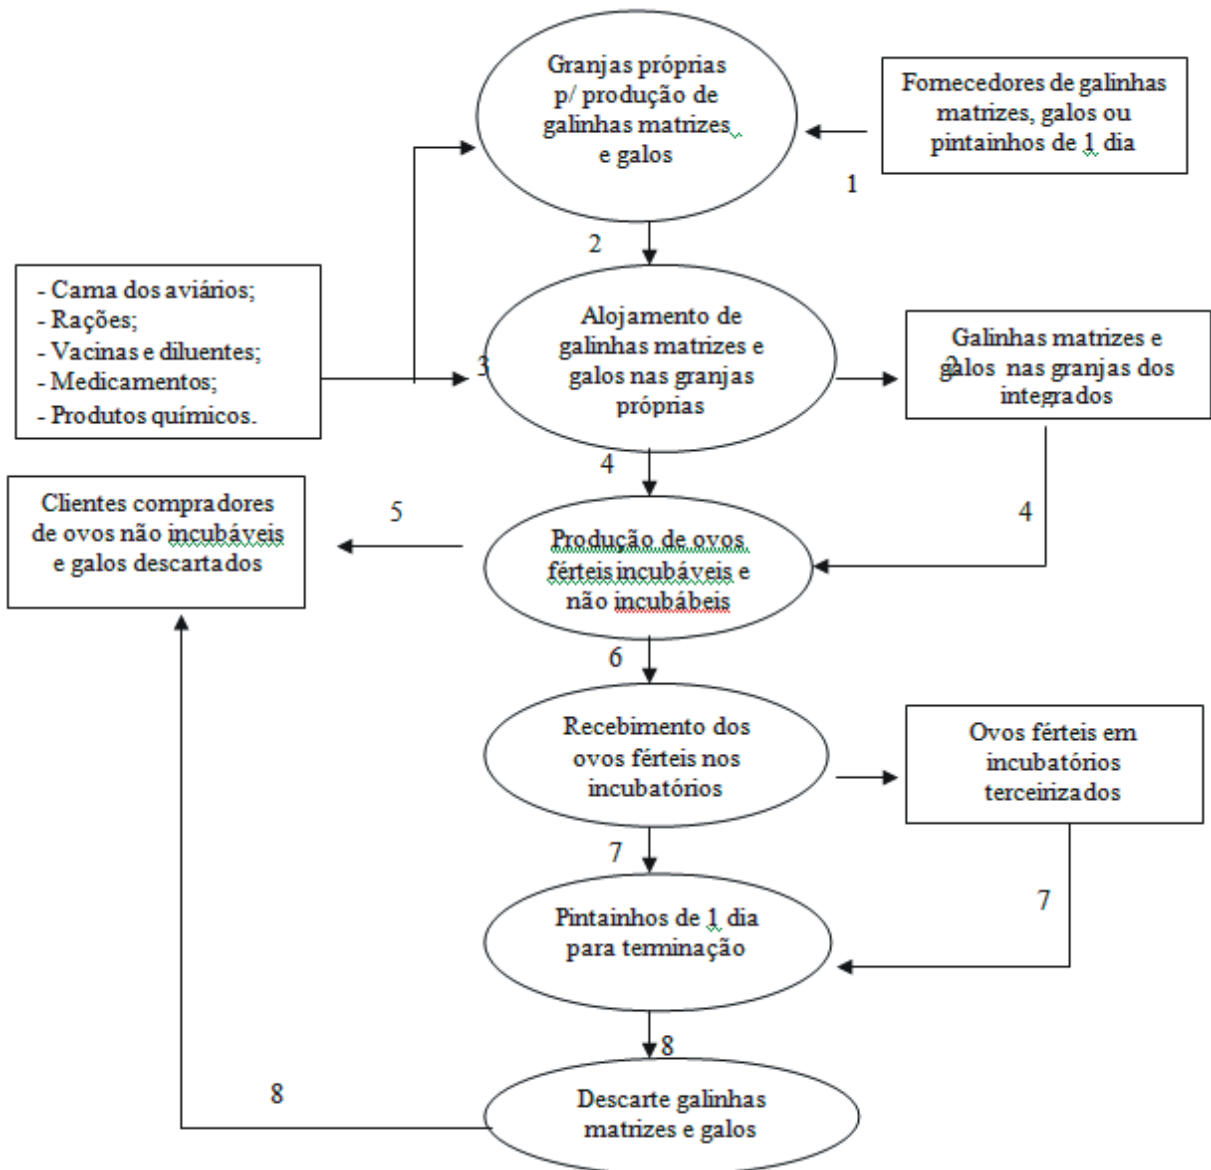 Granjas próprias
p/ produção de
galinhas matrizes
e galos
Fornecedores de galinhas
matrizes, galos ou
pintainhos de 1 dia
1
2
- Cama dos aviários;
- Rações;
- Vacinas e diluentes;
- Medicamentos;
- Produtos químicos.
3
Alojamento de
galinhas matrizes e
galos nas granjas
próprias
2
Galinhas matrizes e
galos nas granjas dos
integrados
4
4
Clientes compradores
de ovos não incubáveis
e galos descartados
5
Produção de ovos
férteis incubáveis e
não incubábeis
6
Recebimento dos
ovos férteis nos
incubatórios
Ovos férteis em
incubatórios
terceirizados
7
7
Pintainhos de 1 dia
para terminação
8
8
Descarte galinhas
matrizes e galos